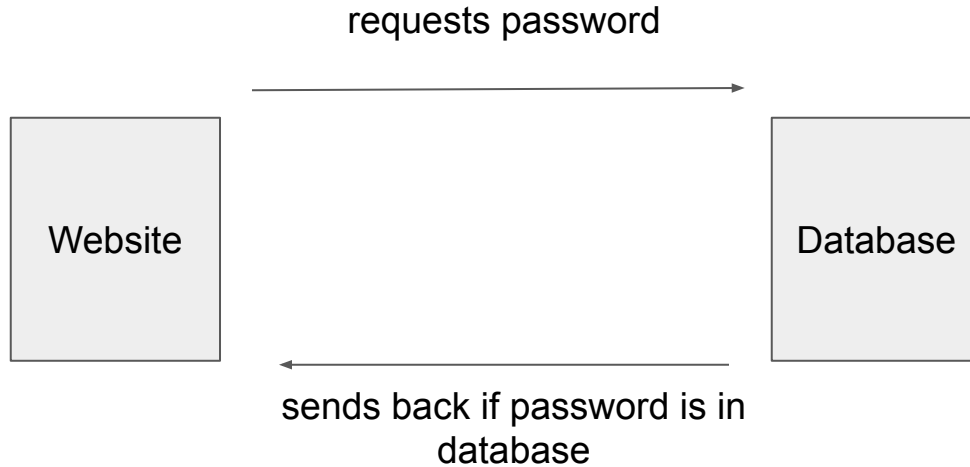 requests password
Website
Database
sends back if password is in
database